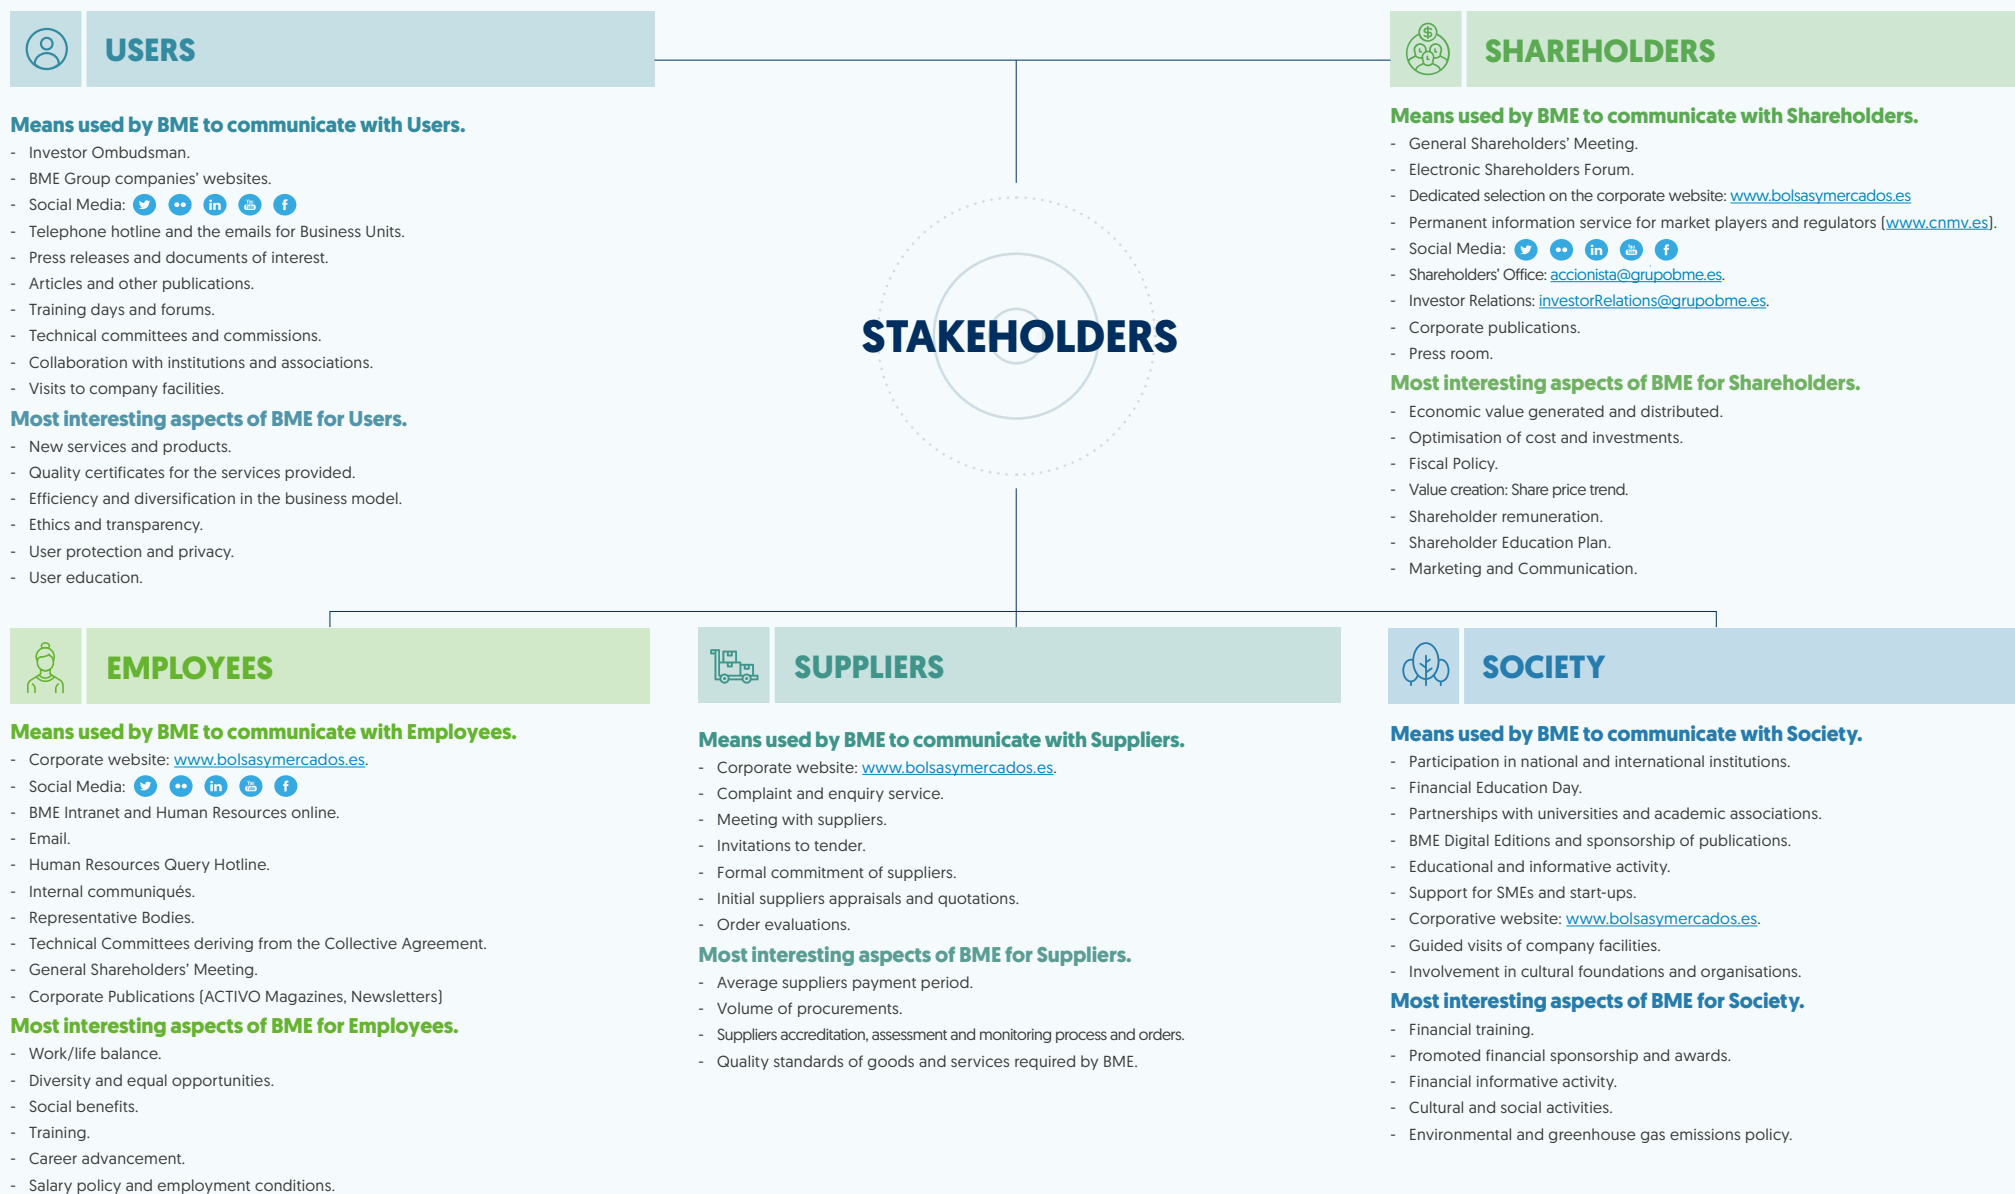 USERS
Means used by BME to communicate with Users.
- Investor Ombudsman.
- BME Group companies' websites.
- Social Media:
- Telephone hotline and the emails for Business Units.
- Press releases and documents of interest.
- Articles and other publications.
- Training days and forums.
- Technical committees and commissions.
- Collaboration with institutions and associations.
- Visits to company facilities.
Most interesting aspects of BME for Users.
- New services and products.
- Quality certificates for the services provided.
- Efficiency and diversification in the business model.
- Ethics and transparency.
- User protection and privacy.
- User education.
STAKEHOLDERS
SHAREHOLDERS
Means used by BME to communicate with Shareholders.
- General Shareholders' Meeting.
- Electronic Shareholders Forum.
- Dedicated selection on the corporate website: www.bolsasymercados.es
- Permanent information service for market players and regulators (www.cnmv.es).
- Social Media:
- Shareholders' Office: accionista@grupobme.es.
- Investor Relations: investorRelations@grupobme.es.
- Corporate publications.
- Press room.
Most interesting aspects of BME for Shareholders.
- Economic value generated and distributed.
- Optimisation of cost and investments.
- Fiscal Policy.
- Value creation: Share price trend.
- Shareholder remuneration.
- Shareholder Education Plan.
- Marketing and Communication.
EMPLOYEES
Means used by BME to communicate with Employees.
- Corporate website: www.bolsasymercados.es.
- Social Media:
- BME Intranet and Human Resources online.
- Email.
- Human Resources Query Hotline.
- Internal communiqués.
- Representative Bodies.
- Technical Committees deriving from the Collective Agreement.
- General Shareholders' Meeting.
- Corporate Publications (ACTIVO Magazines, Newsletters)
Most interesting aspects of BME for Employees.
- Work/life balance.
- Diversity and equal opportunities.
- Social benefits.
- Training.
- Career advancement.
- Salary policy and employment conditions.
SUPPLIERS
Means used by BME to communicate with Suppliers.
- Corporate website: www.bolsasymercados.es.
- Complaint and enquiry service.
- Meeting with suppliers.
- Invitations to tender.
- Formal commitment of suppliers.
- Initial suppliers appraisals and quotations.
- Order evaluations.
Most interesting aspects of BME for Suppliers.
- Average suppliers payment period.
- Volume of procurements.
- Suppliers accreditation, assessment and monitoring process and orders.
- Quality standards of goods and services required by BME.
SOCIETY
Means used by BME to communicate with Society.
- Participation in national and international institutions.
- Financial Education Day.
- Partnerships with universities and academic associations.
- BME Digital Editions and sponsorship of publications.
- Educational and informative activity.
- Support for SMEs and start-ups.
- Corporative website: www.bolsasymercados.es.
- Guided visits of company facilities.
- Involvement in cultural foundations and organisations.
Most interesting aspects of BME for Society.
- Financial training.
- Promoted financial sponsorship and awards.
- Financial informative activity.
- Cultural and social activities.
- Environmental and greenhouse gas emissions policy.